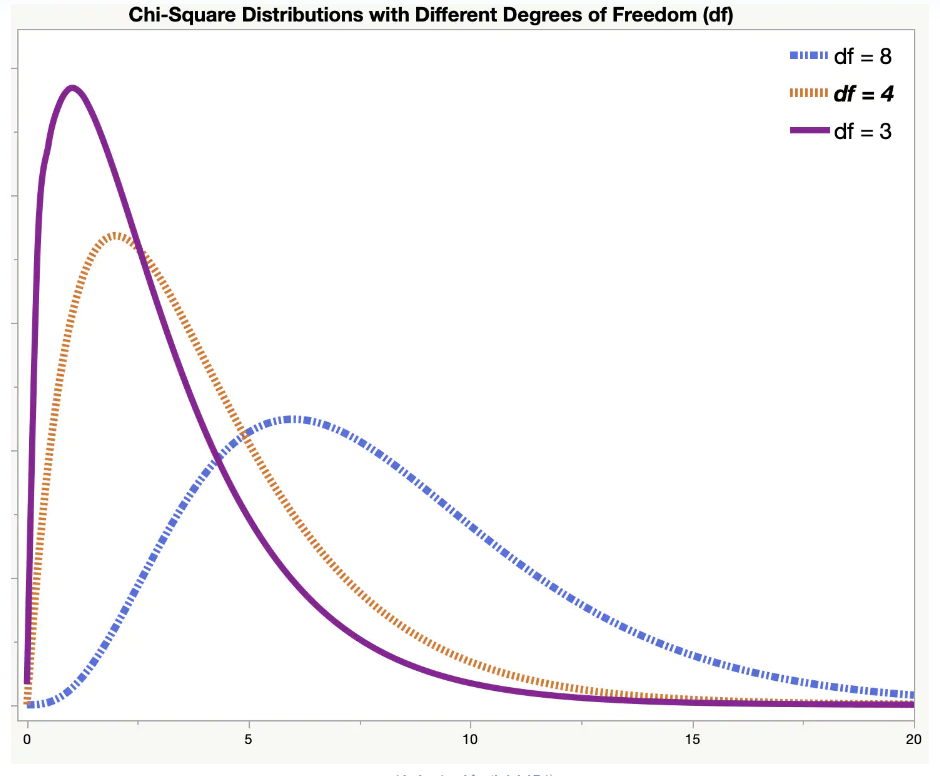 Chi-Square Distributions with Different Degrees of Freedom (df)
df = 8
df = 4
df = 3
0 5 10 15 20